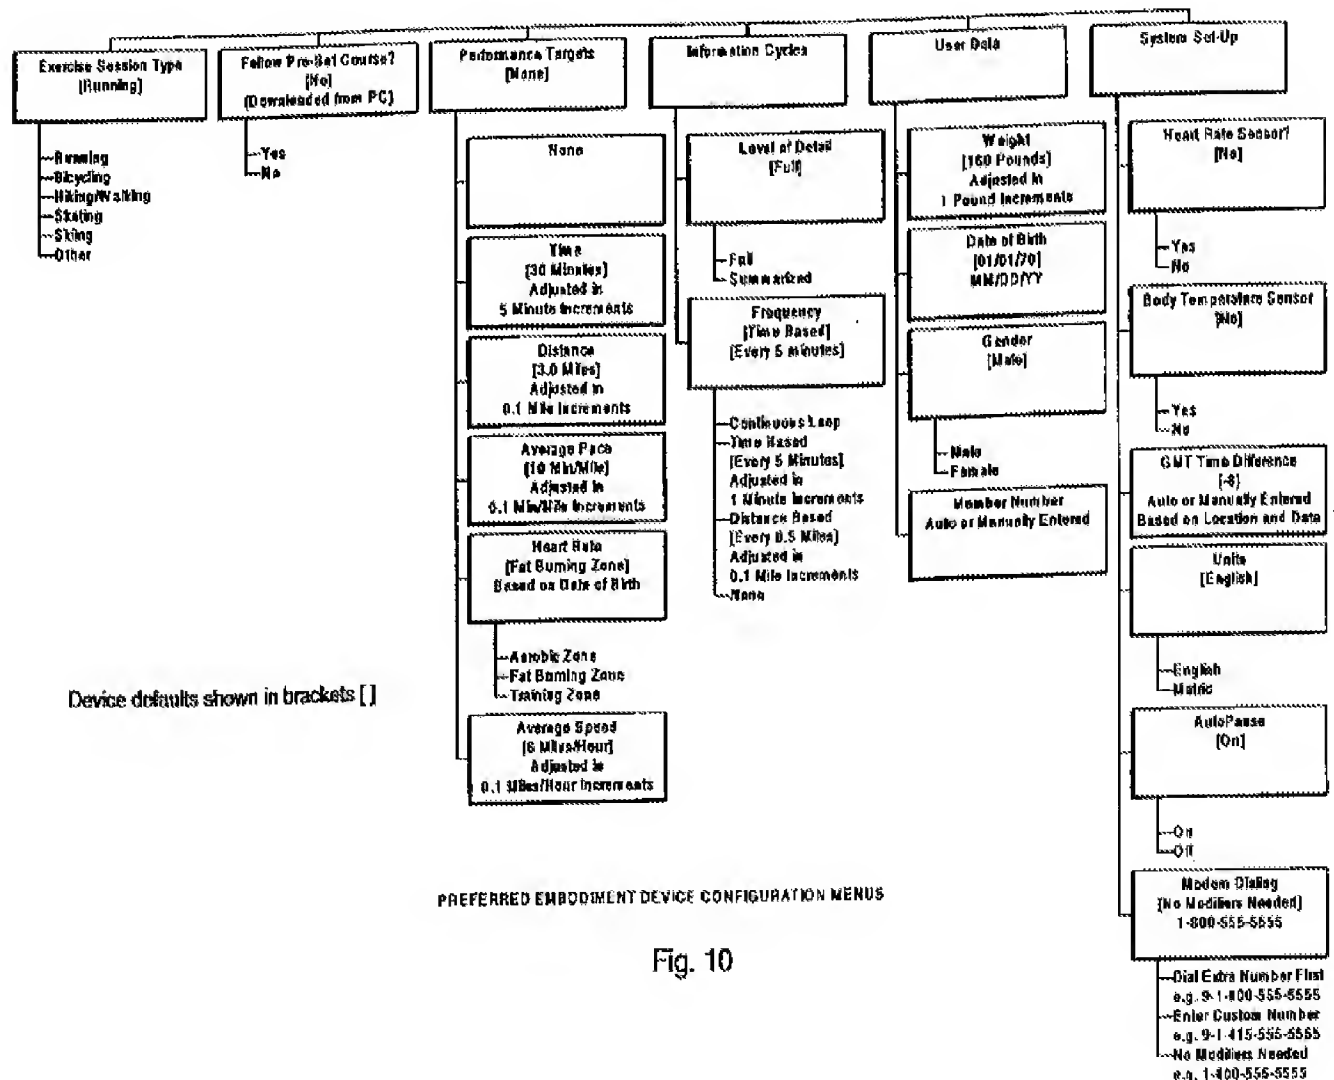 Exercise Session Type
[Running]
Running
Bicycling
Hiking/Walking
Skating
Skiing
Other
Follow Pre-Set Course?
[No]
(Downloaded from PC)
Yes
No
Performance Targets
[None]
None
Time
[30 Minutes]
Adjusted in
5 Minute Increments
Distance
[3.0 Miles]
Adjusted in
0.1 Mile Increments
Average Pace
[10 Min/Mile]
Adjusted in
0.1 Min/Mile Increments
Heart Rate
[Fat Burning Zone]
Based on Date of Birth
Aerobic Zone
Fat Burning Zone
Training Zone
Average Speed
[6 Miles/Hour]
Adjusted in
0.1 Miles/Hour Increments
Information Cycles
Level of Detail
[Full]
Full
Summarized
Frequency
[Time Based]
[Every 5 minutes]
Continuous Loop
Time Based
[Every 5 Minutes]
Adjusted in
1 Minute Increments
Distance Based
[Every 0.5 Miles]
Adjusted in
0.1 Mile Increments
None
User Data
Weight
[160 Pounds]
Adjusted in
1 Pound Increments
Date of Birth
[01/01/70]
MM/DD/YY
Gender
[Male]
Male
Female
Member Number
Auto or Manually Entered
System Set-Up
Heart Rate Sensor?
[No]
Yes
No
Body Temperature Sensor
[No]
Yes
No
GMT Time Difference
[-8]
Auto or Manually Entered
Based on Location and Data
Units
[English]
English
Metric
AutoPause
[On]
On
Off
Modem Dialing
[No Modifiers Needed]
1-800-555-5555
Dial Extra Number First
e.g. 9-1-800-555-5555
Enter Custom Number
e.g. 9-1-415-555-5555
No Modifiers Needed
e.g. 1-800-555-5555
Device defaults shown in brackets [ ]
PREFERRED EMBODIMENT DEVICE CONFIGURATION MENUS
Fig. 10